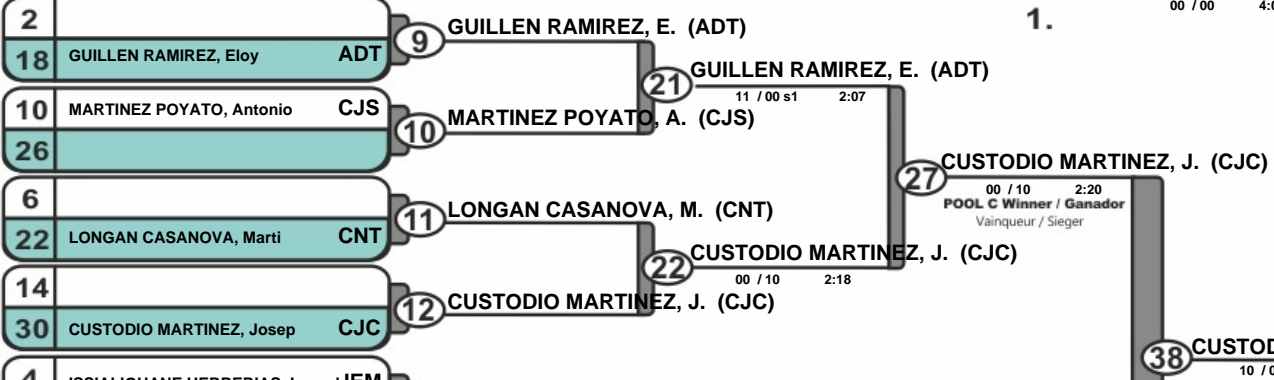 00 / 00 4:0
1.
2
18 GUILLEN RAMIREZ, Eloy ADT
9 GUILLEN RAMIREZ, E. (ADT)
21 GUILLEN RAMIREZ, E. (ADT)
11 / 00 s1 2:07
10 MARTINEZ POYATO, Antonio CJS
26
10 MARTINEZ POYATO, A. (CJS)
27 CUSTODIO MARTINEZ, J. (CJC)
00 / 10 2:20
POOL C Winner / Ganador
Vainqueur / Sieger
6
22 LONGAN CASANOVA, Marti CNT
11 LONGAN CASANOVA, M. (CNT)
22 CUSTODIO MARTINEZ, J. (CJC)
00 / 10 2:18
14
30 CUSTODIO MARTINEZ, Josep CJC
12 CUSTODIO MARTINEZ, J. (CJC)
38 CUSTOD
10 / 0
4